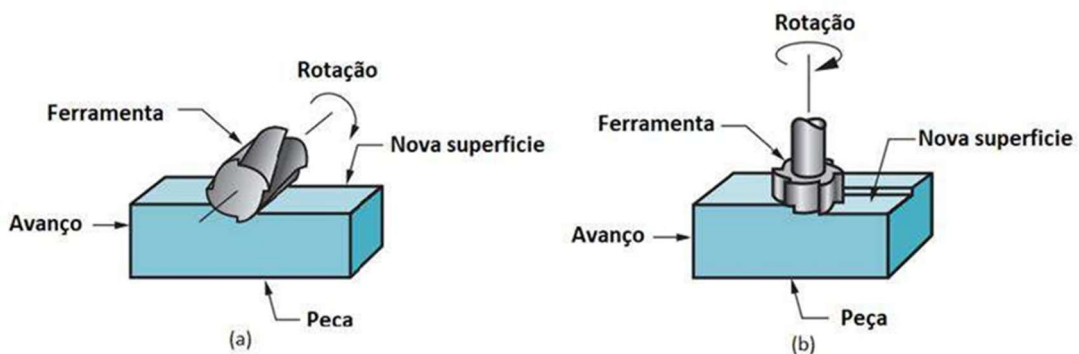 Rotação
Ferramenta
Nova superficie
Avanço
Peca
(a)
Rotação
Ferramenta
Nova superficie
Avanço
Peça
(b)